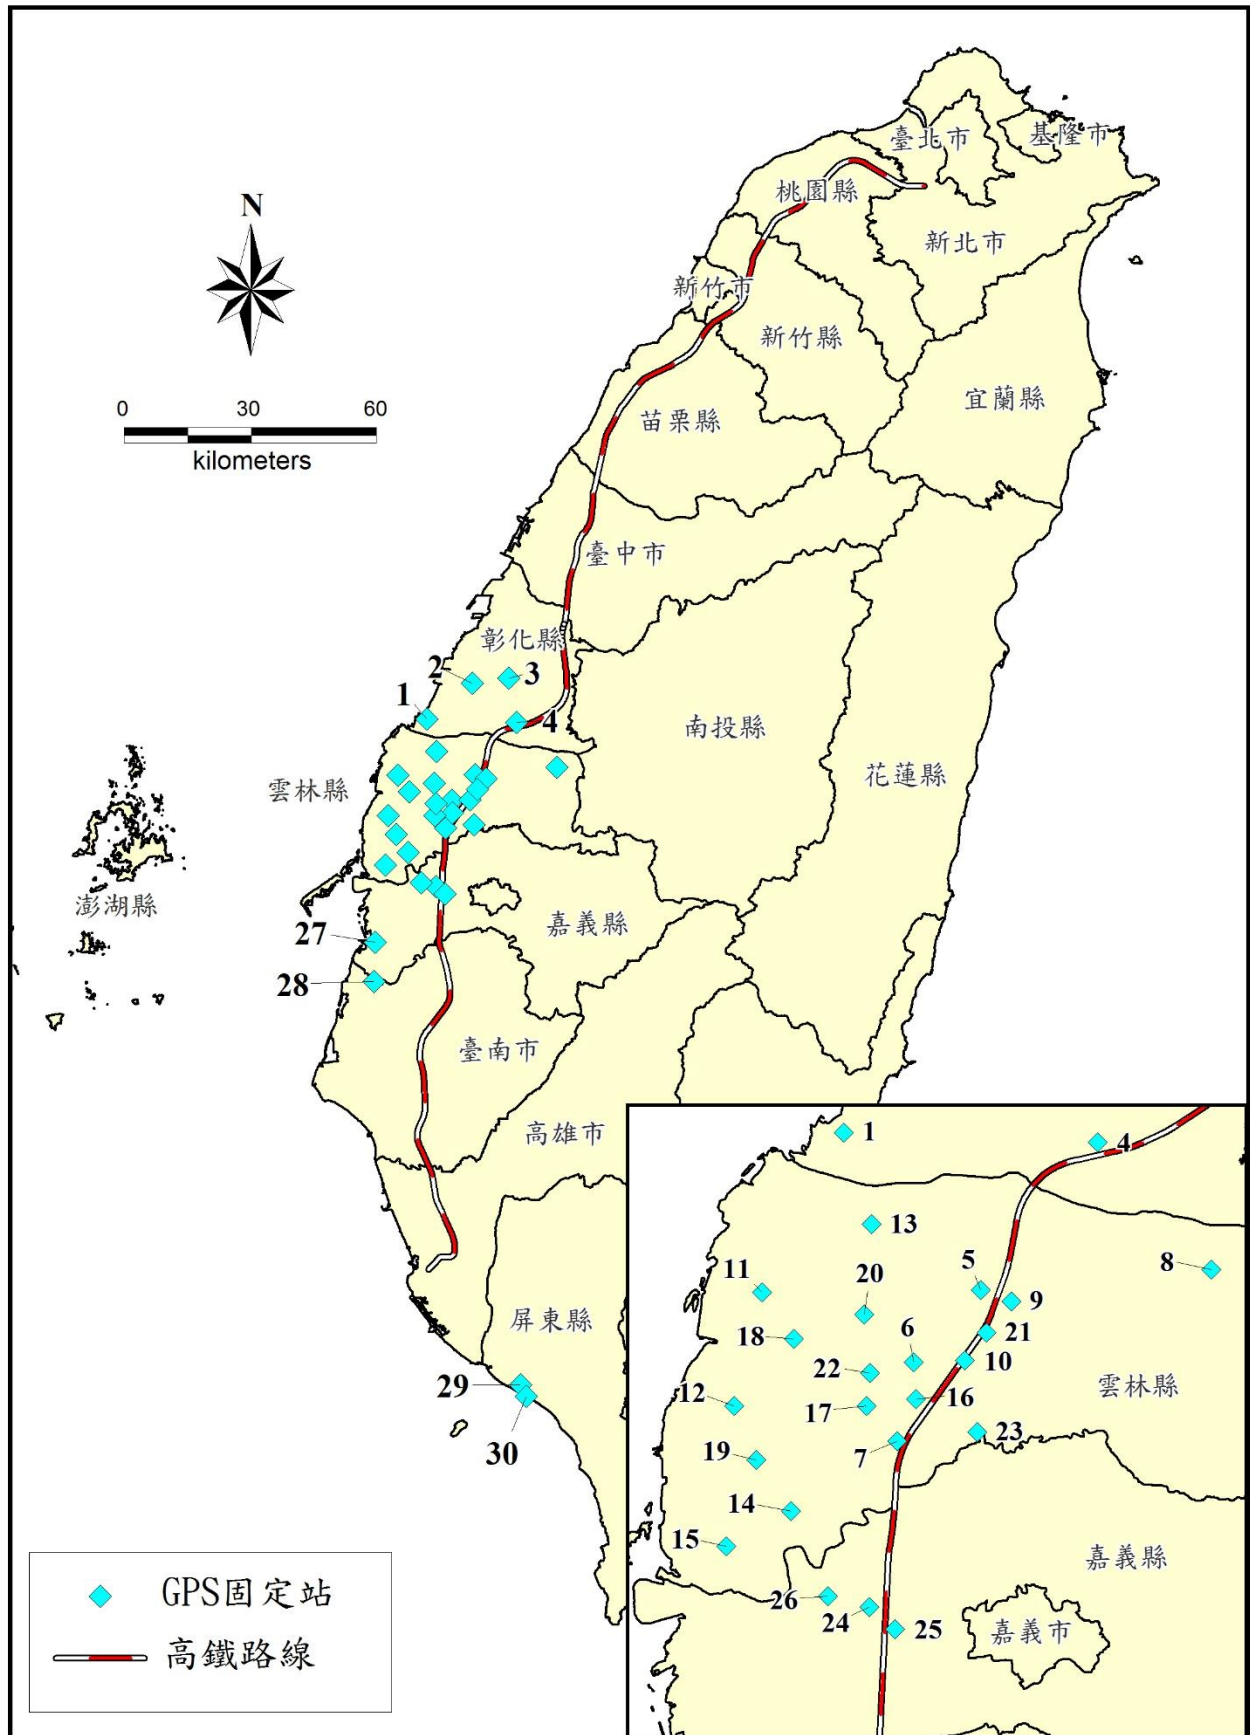 N
0 30 60
kilometers
臺北市
基隆市
桃園縣
新北市
新竹市
新竹縣
宜蘭縣
苗栗縣
臺中市
彰化縣
2
3
1
4
南投縣
花蓮縣
雲林縣
澎湖縣
嘉義縣
27
28
臺南市
高雄市
屏東縣
29
30
1
4
13
5
8
11
20
9
18
6
21
10
22
雲林縣
12
17
16
7
23
19
14
15
嘉義縣
26
24
25
嘉義市
GPS固定站
高鐵路線